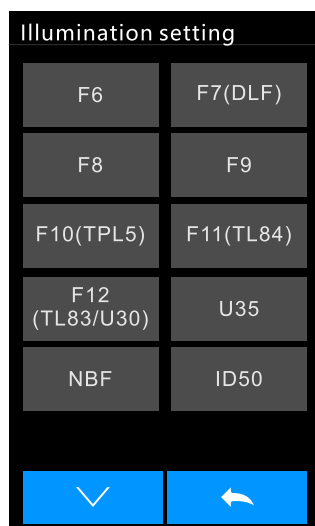 Illumination setting
F6
F7(DLF)
F8
F9
F10(TPL5)
F11(TL84)
F12
(TL83/U30)
U35
NBF
ID50